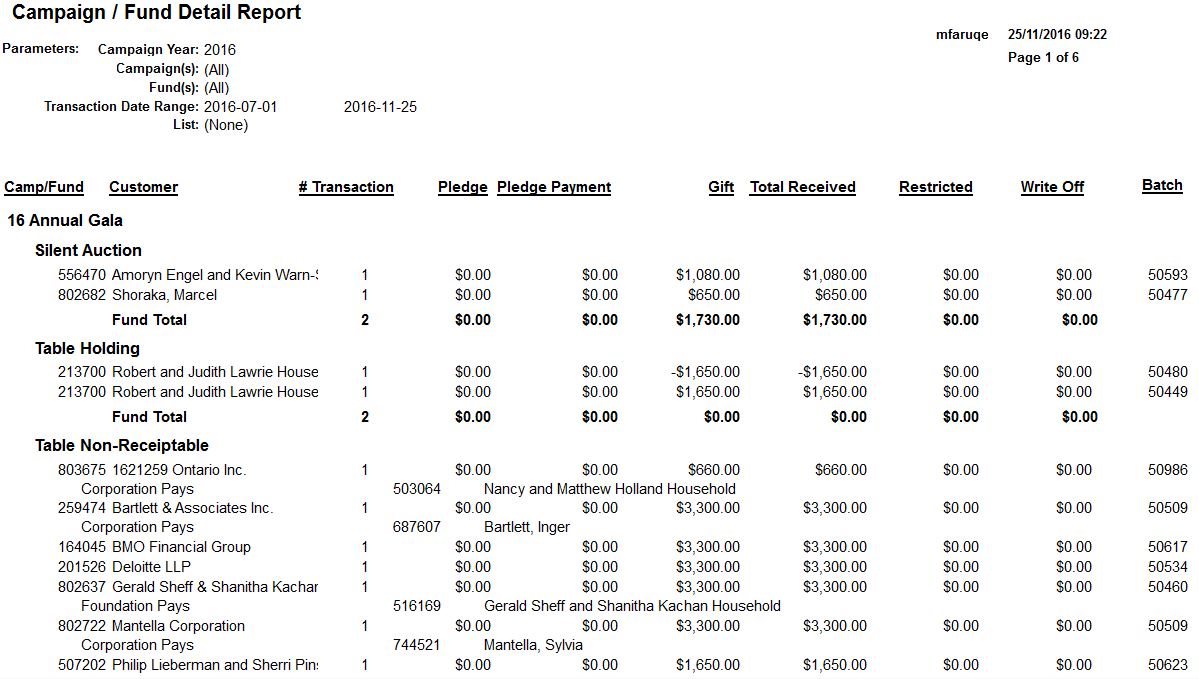 Campaign / Fund Detail Report
mfaruqe 25/11/2016 09:22
Parameters: Campaign Year: 2016
Page 1 of 6
Campaign(s): (All)
Fund(s): (All)
Transaction Date Range: 2016-07-01 2016-11-25
List: (None)
Camp/Fund Customer # Transaction Pledge Pledge Payment Gift Total Received Restricted Write Off Batch
16 Annual Gala
Silent Auction
556470 Amoryn Engel and Kevin Warn-S 1 $0.00 $0.00 $1,080.00 $1,080.00 $0.00 $0.00 50593
802682 Shoraka, Marcel 1 $0.00 $0.00 $650.00 $650.00 $0.00 $0.00 50477
Fund Total 2 $0.00 $0.00 $1,730.00 $1,730.00 $0.00 $0.00
Table Holding
213700 Robert and Judith Lawrie House 1 $0.00 $0.00 -$1,650.00 -$1,650.00 $0.00 $0.00 50480
213700 Robert and Judith Lawrie House 1 $0.00 $0.00 $1,650.00 $1,650.00 $0.00 $0.00 50449
Fund Total 2 $0.00 $0.00 $0.00 $0.00 $0.00 $0.00
Table Non-Receiptable
803675 1621259 Ontario Inc. 1 $0.00 $0.00 $660.00 $660.00 $0.00 $0.00 50986
Corporation Pays 503064 Nancy and Matthew Holland Household
259474 Bartlett & Associates Inc. 1 $0.00 $0.00 $3,300.00 $3,300.00 $0.00 $0.00 50509
Corporation Pays 687607 Bartlett, Inger
164045 BMO Financial Group 1 $0.00 $0.00 $3,300.00 $3,300.00 $0.00 $0.00 50617
201526 Deloitte LLP 1 $0.00 $0.00 $3,300.00 $3,300.00 $0.00 $0.00 50534
802637 Gerald Sheff & Shanitha Kachar 1 $0.00 $0.00 $3,300.00 $3,300.00 $0.00 $0.00 50460
Foundation Pays 516169 Gerald Sheff and Shanitha Kachan Household
802722 Mantella Corporation 1 $0.00 $0.00 $3,300.00 $3,300.00 $0.00 $0.00 50509
Corporation Pays 744521 Mantella, Sylvia
507202 Philip Lieberman and Sherri Pins 1 $0.00 $0.00 $1,650.00 $1,650.00 $0.00 $0.00 50623